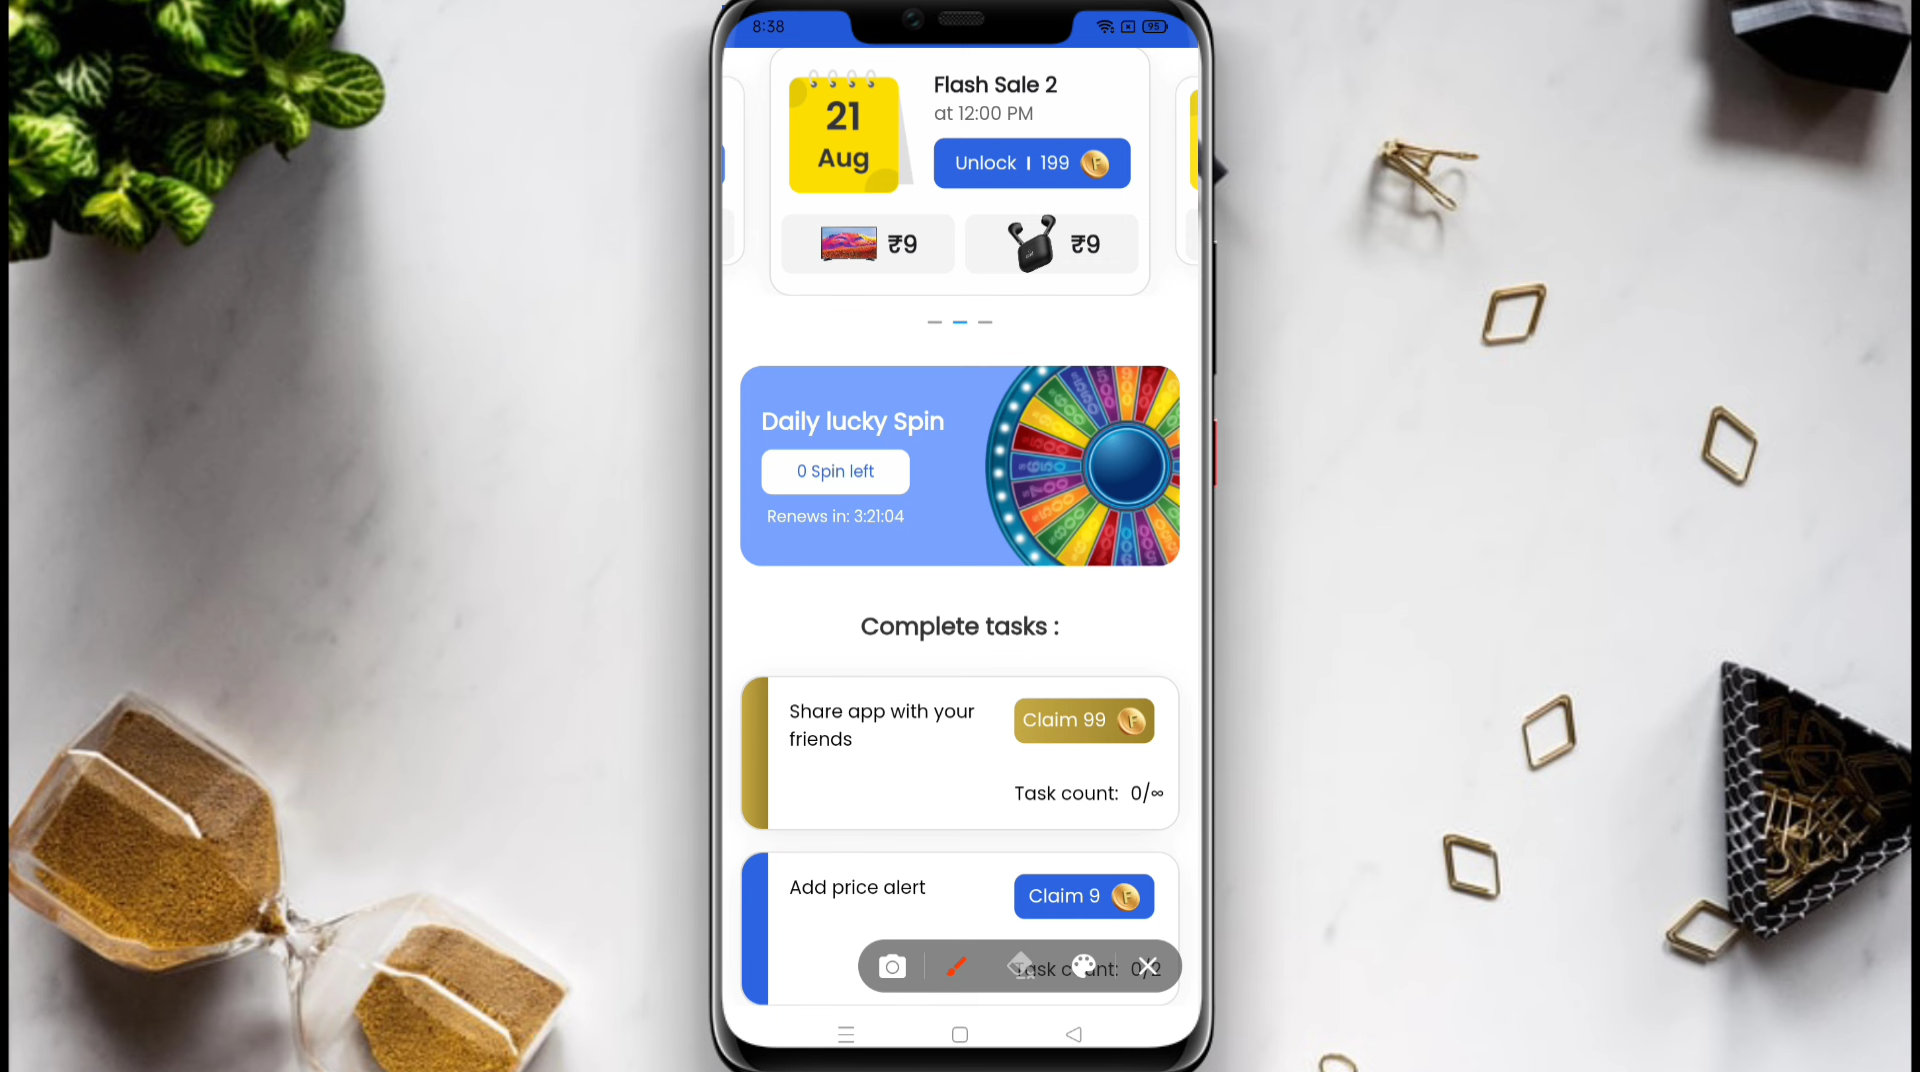 8:38
95
21
Aug
Flash Sale 2
at 12:00 PM
Unlock I 199 F
₹9
₹9
Daily lucky Spin
0 Spin left
Renews in: 3:21:04
Complete tasks :
Share app with your
friends
Claim 99 F
Task count: 0/∞
Add price alert
Claim 9 F
Task count: 0/2